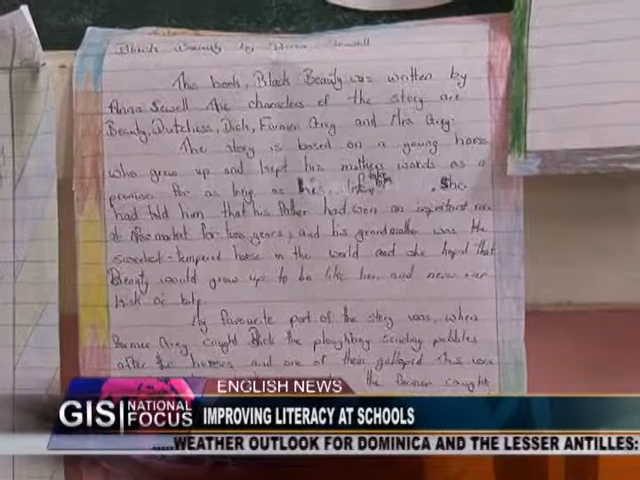 Black Beauty by Anna Sewell
The book, Black Beauty was written by
Anna Sewell The characters of the story are
Beauty, Dutchess, Dick, Farmer Grey and Mrs Grey.
The story is based on a young horse
who grew up and kept his mothers words as a
promise for as long as he. She
had told him that his father had won an important race
at Newmarket for two years, and his grandmother was the
sweetest-tempered horse in the world and she hoped that
Beauty would grow up to be like her, and never ever
kick or bite
My favourite part of the story was, when
Farmer Grey caught Dick the ploughboy sending pebbles
after the horses and one of them galloped This was
the Farmer caught
ENGLISH NEWS
GIS NATIONAL FOCUS
IMPROVING LITERACY AT SCHOOLS
.....WEATHER OUTLOOK FOR DOMINICA AND THE LESSER ANTILLES: